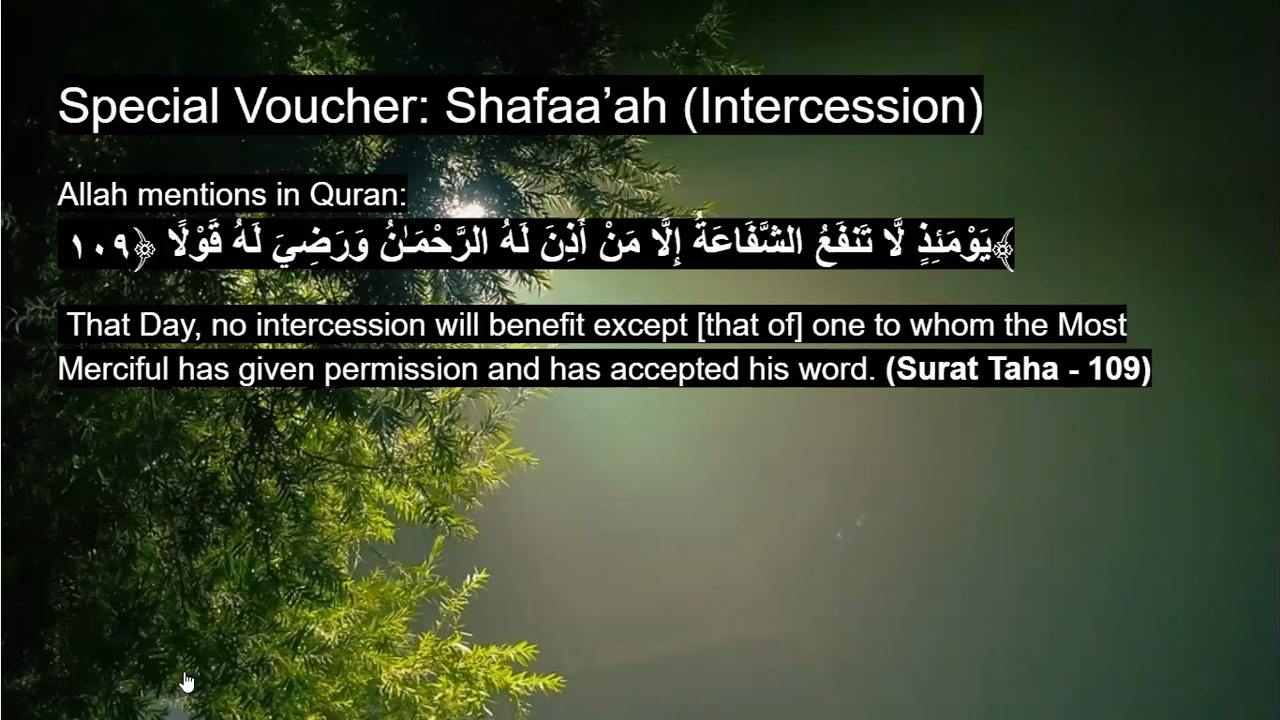 Special Voucher: Shafaa’ah (Intercession)
Allah mentions in Quran:
﴾يَوْمَئِذٍ لَّا تَنفَعُ الشَّفَاعَةُ إِلَّا مَنْ أَذِنَ لَهُ الرَّحْمَـٰنُ وَرَضِيَ لَهُ قَوْلًا ﴿١٠٩
That Day, no intercession will benefit except [that of] one to whom the Most
Merciful has given permission and has accepted his word. (Surat Taha - 109)